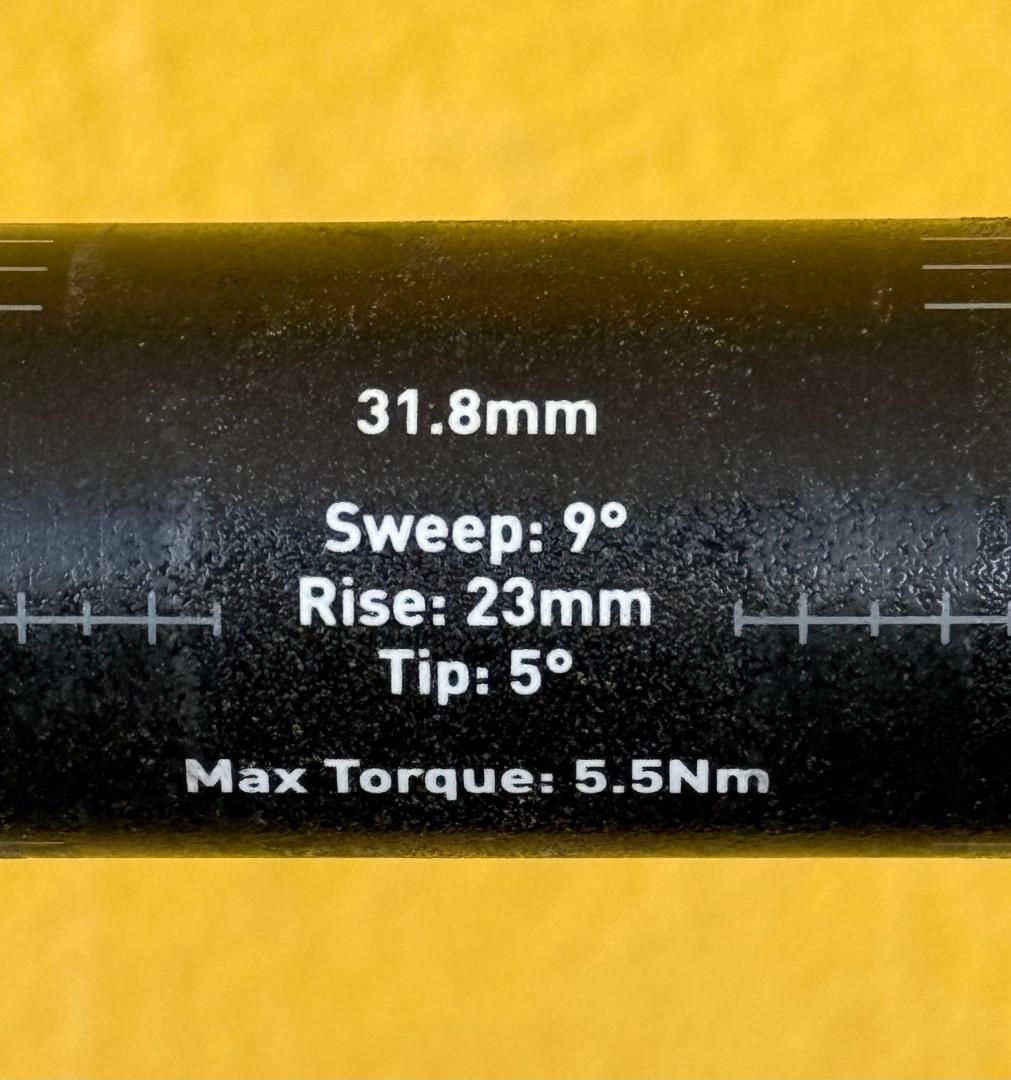 31.8mm
Sweep: 9°
Rise: 23mm
Tip: 5°
Max Torque: 5.5Nm